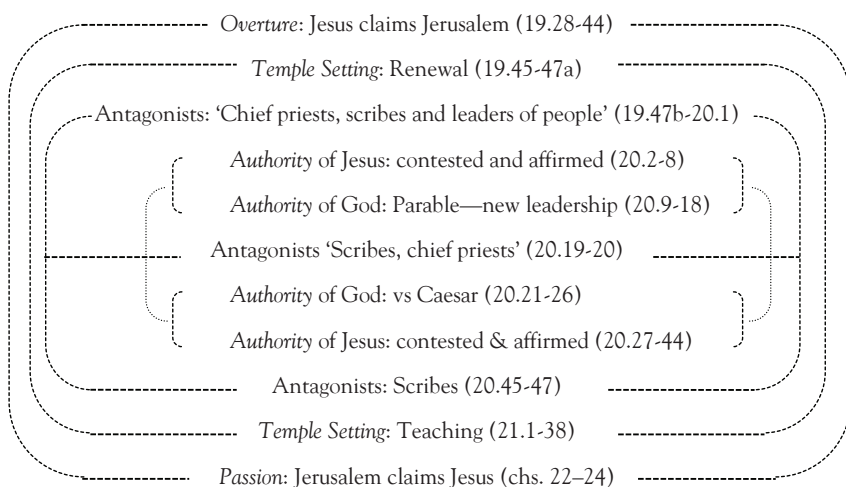 Overture: Jesus claims Jerusalem (19.28-44)
Temple Setting: Renewal (19.45-47a)
Antagonists: ‘Chief priests, scribes and leaders of people’ (19.47b-20.1)
Authority of Jesus: contested and affirmed (20.2-8)
Authority of God: Parable—new leadership (20.9-18)
Antagonists ‘Scribes, chief priests’ (20.19-20)
Authority of God: vs Caesar (20.21-26)
Authority of Jesus: contested & affirmed (20.27-44)
Antagonists: Scribes (20.45-47)
Temple Setting: Teaching (21.1-38)
Passion: Jerusalem claims Jesus (chs. 22–24)